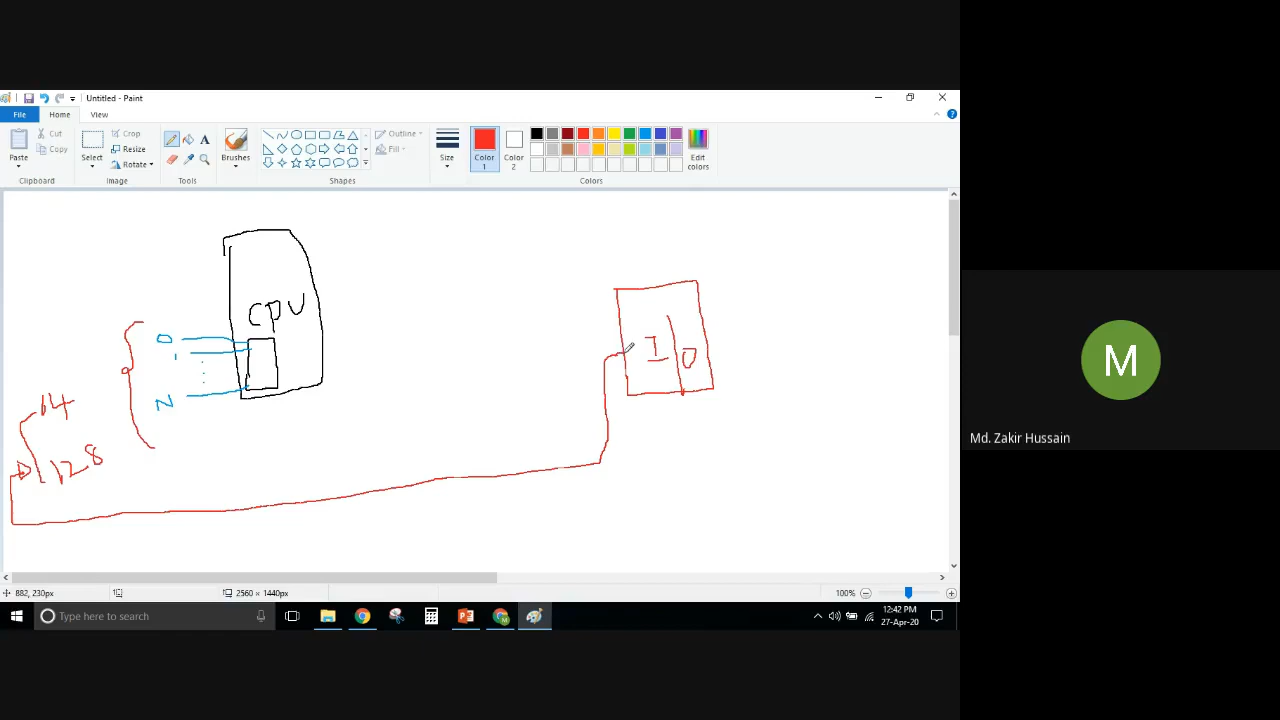 Untitled - Paint
File Home View
Cut
Copy
Paste
Clipboard
Crop
Resize
Rotate
Select
Image
Tools
Brushes
Outline
Fill
Shapes
Size
Color 1
Color 2
Edit colors
Colors
CPU
0
1
N
64
128
I 0
M
Md. Zakir Hussain
882, 230px
2560 × 1440px
100%
Type here to search
12:42 PM
27-Apr-20